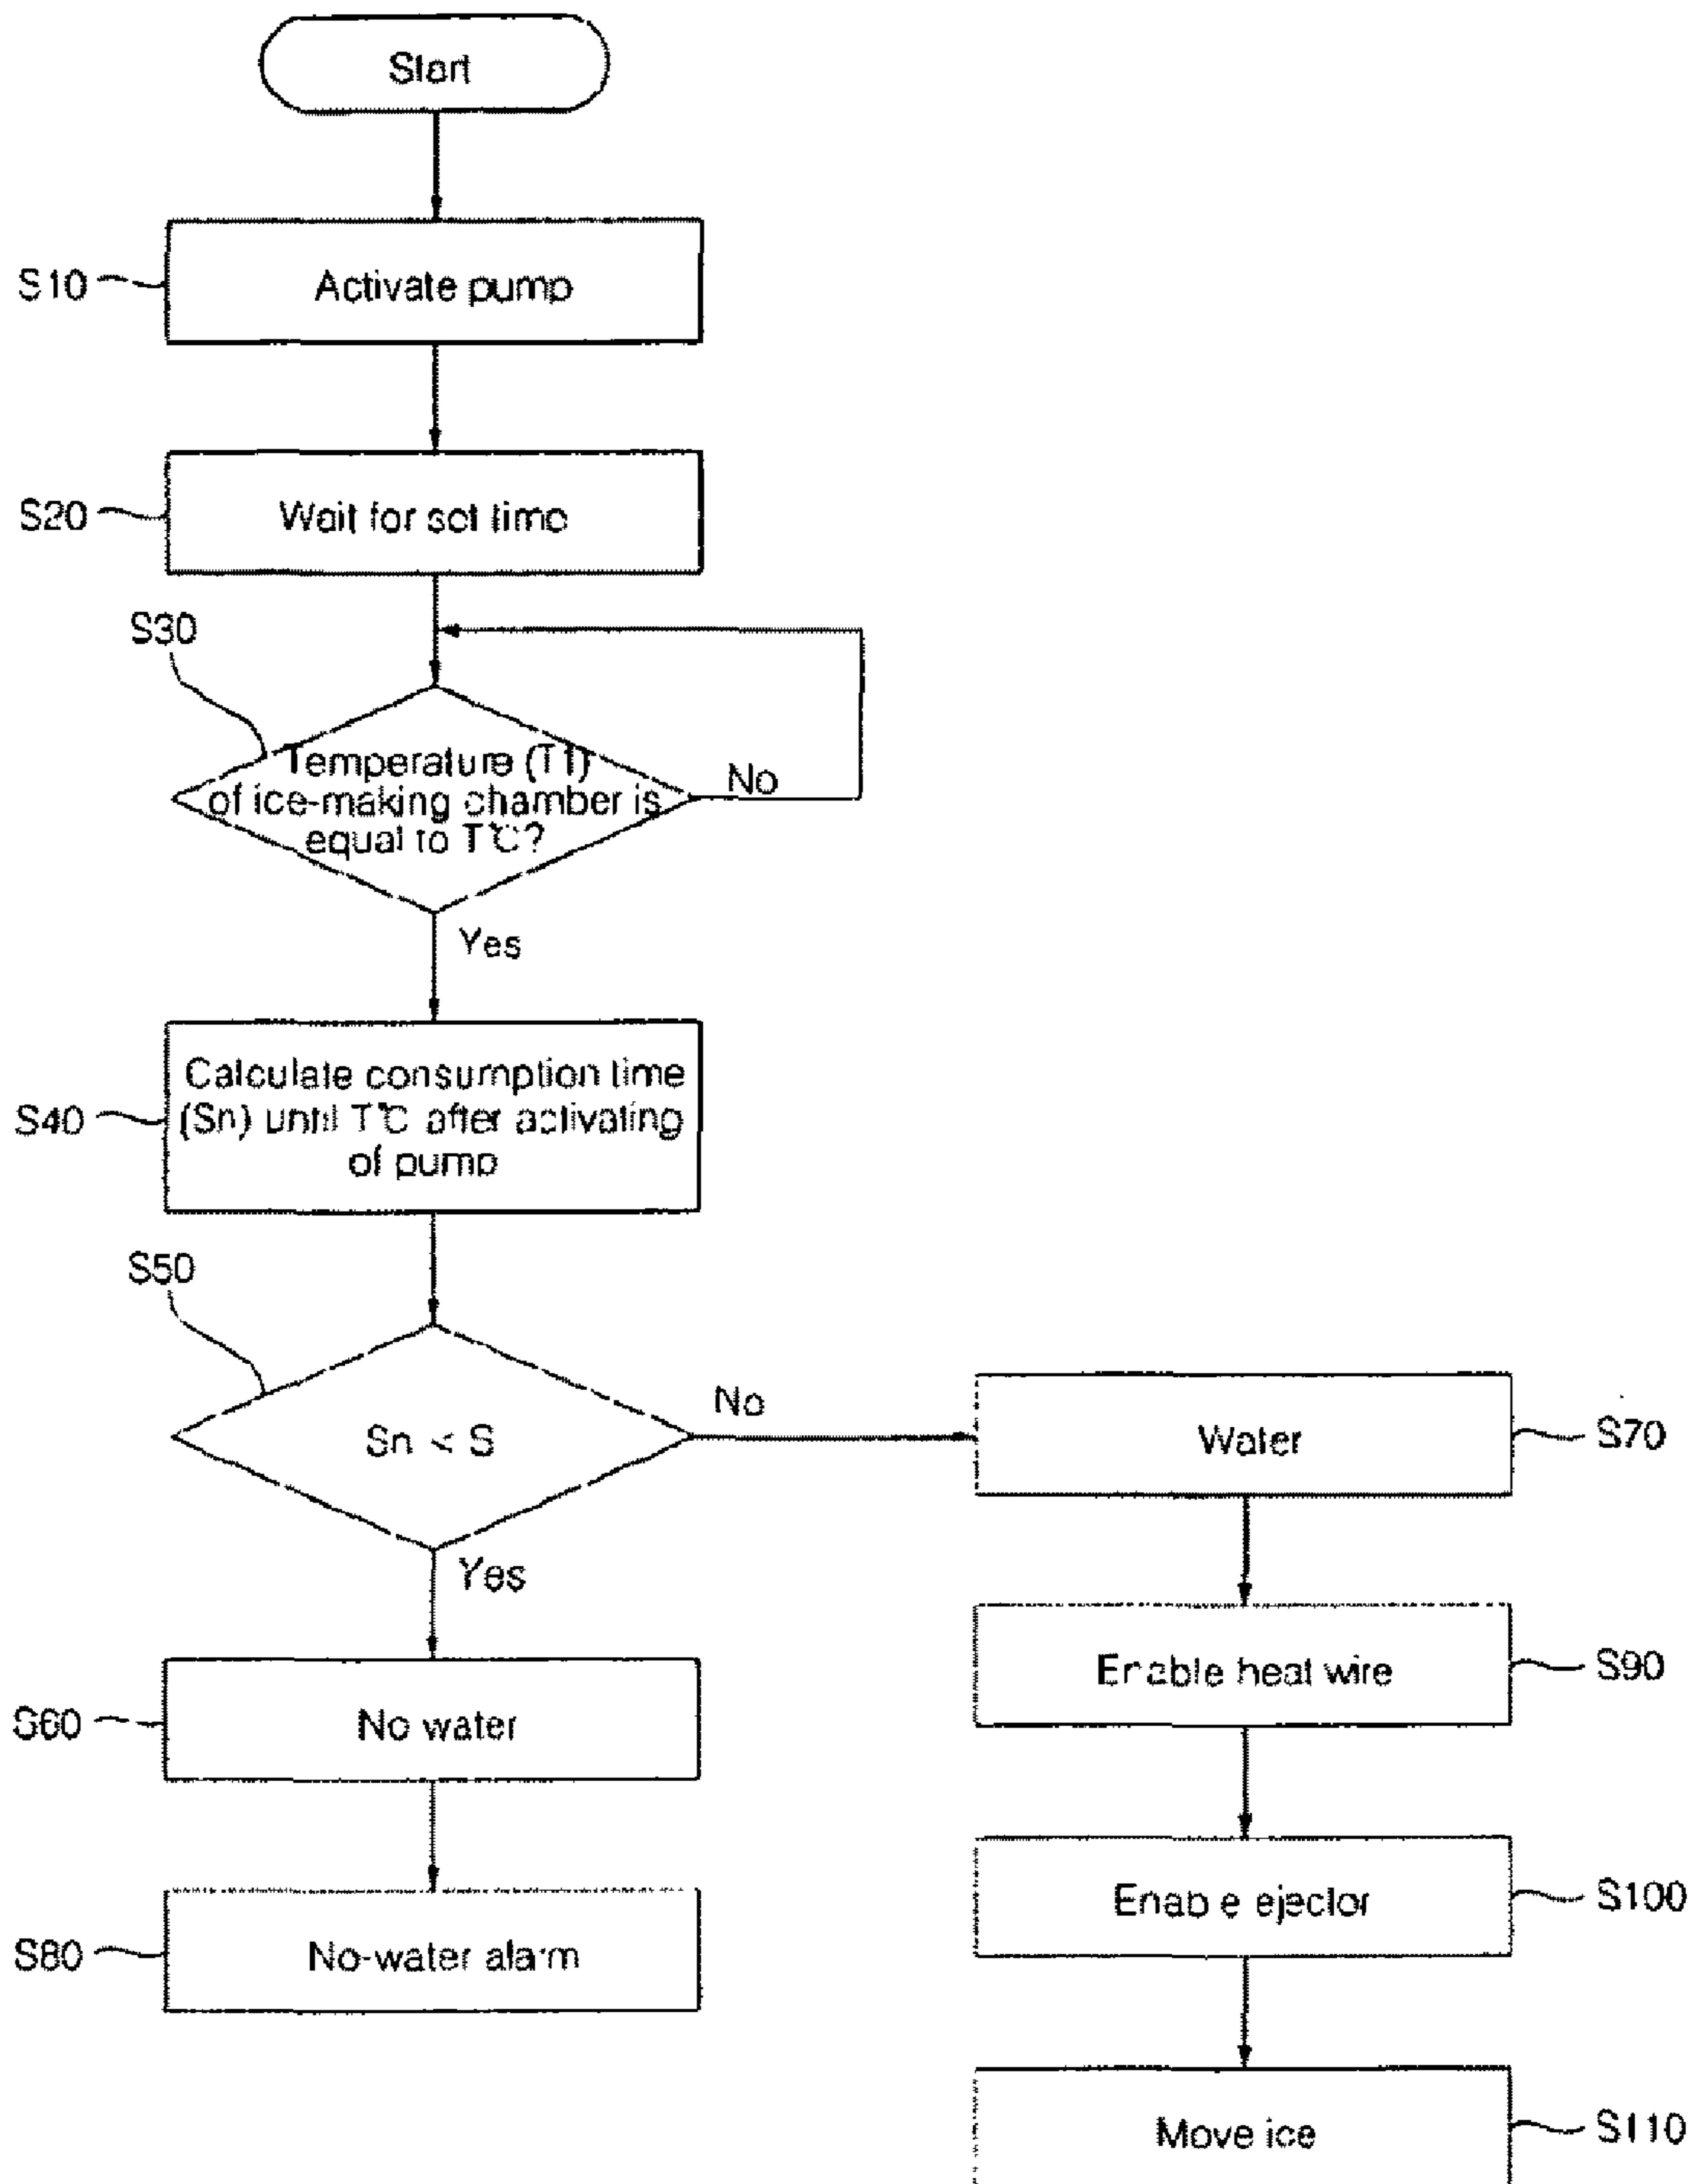 Start
S10
Activate pump
S20
Wait for set time
S30
Temperature (T1)
of ice-making chamber is
equal to T℃?
No
Yes
S40
Calculate consumption time
(Sn) until T℃ after activating
of pump
S50
Sn < S
No
Yes
Water
S70
Enable heat wire
S90
S60
No water
Enable ejector
S100
S80
No-water alarm
Move ice
S110